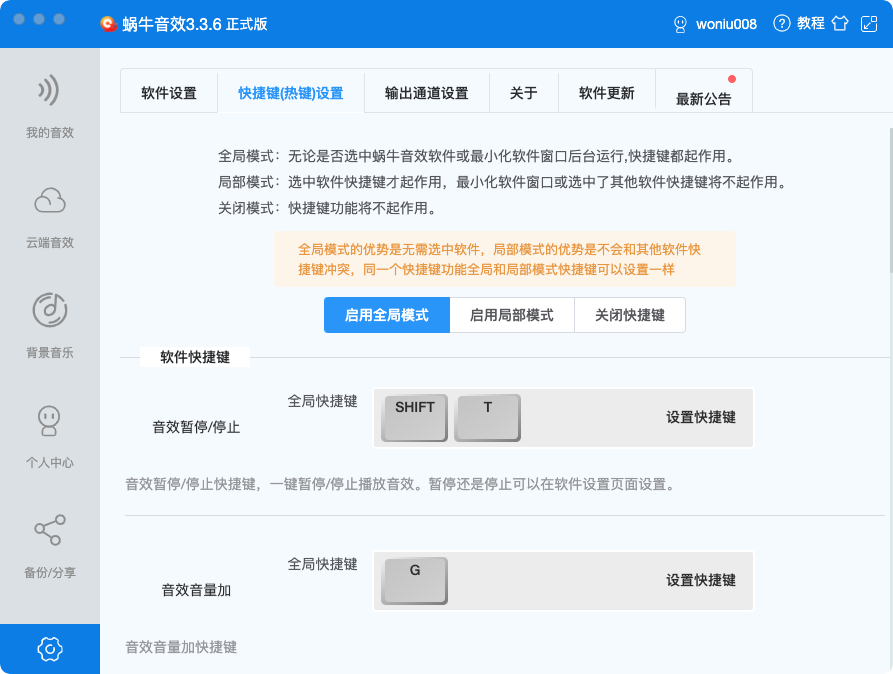 蜗牛音效3.3.6 正式版
woniu008
教程
我的音效
云端音效
背景音乐
个人中心
备份/分享
软件设置
快捷键(热键)设置
输出通道设置
关于
软件更新
最新公告
全局模式：无论是否选中蜗牛音效软件或最小化软件窗口后台运行,快捷键都起作用。
局部模式：选中软件快捷键才起作用，最小化软件窗口或选中了其他软件快捷键将不起作用。
关闭模式：快捷键功能将不起作用。
全局模式的优势是无需选中软件，局部模式的优势是不会和其他软件快
捷键冲突，同一个快捷键功能全局和局部模式快捷键可以设置一样
启用全局模式
启用局部模式
关闭快捷键
软件快捷键
音效暂停/停止
全局快捷键
SHIFT
T
设置快捷键
音效暂停/停止快捷键，一键暂停/停止播放音效。暂停还是停止可以在软件设置页面设置。
音效音量加
全局快捷键
G
设置快捷键
音效音量加快捷键